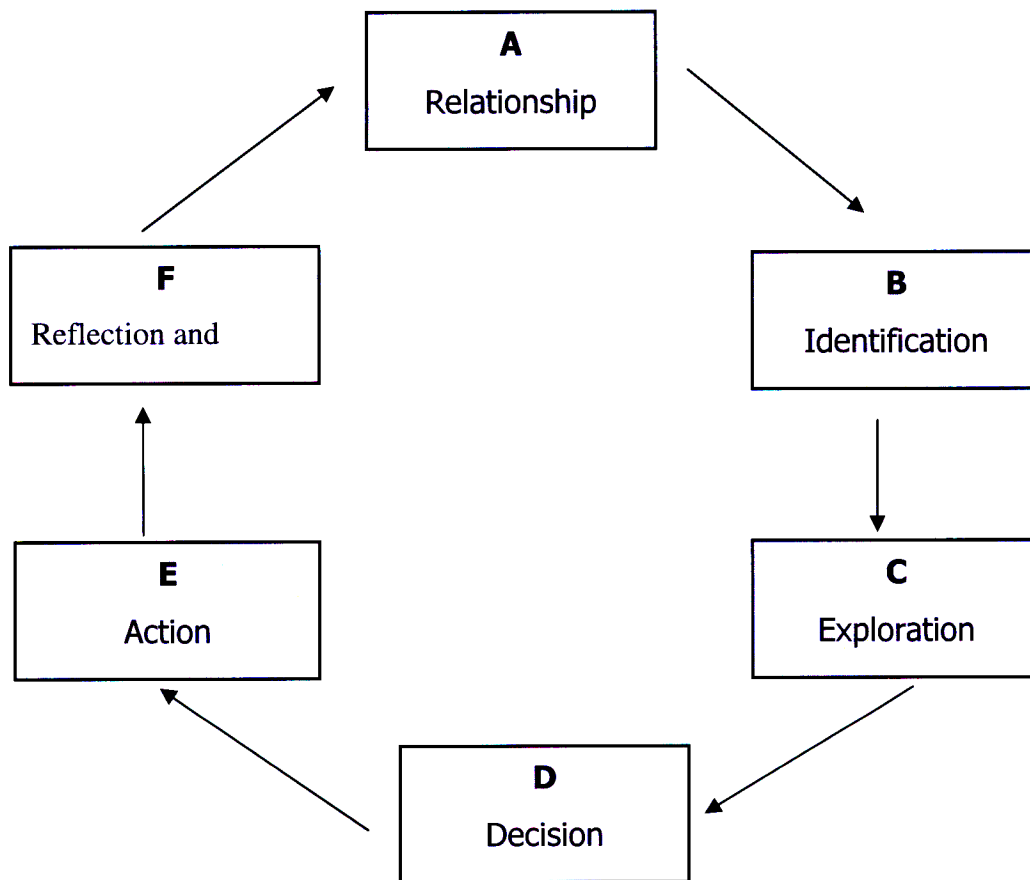 A
Relationship
B
Identification
C
Exploration
D
Decision
E
Action
F
Reflection and